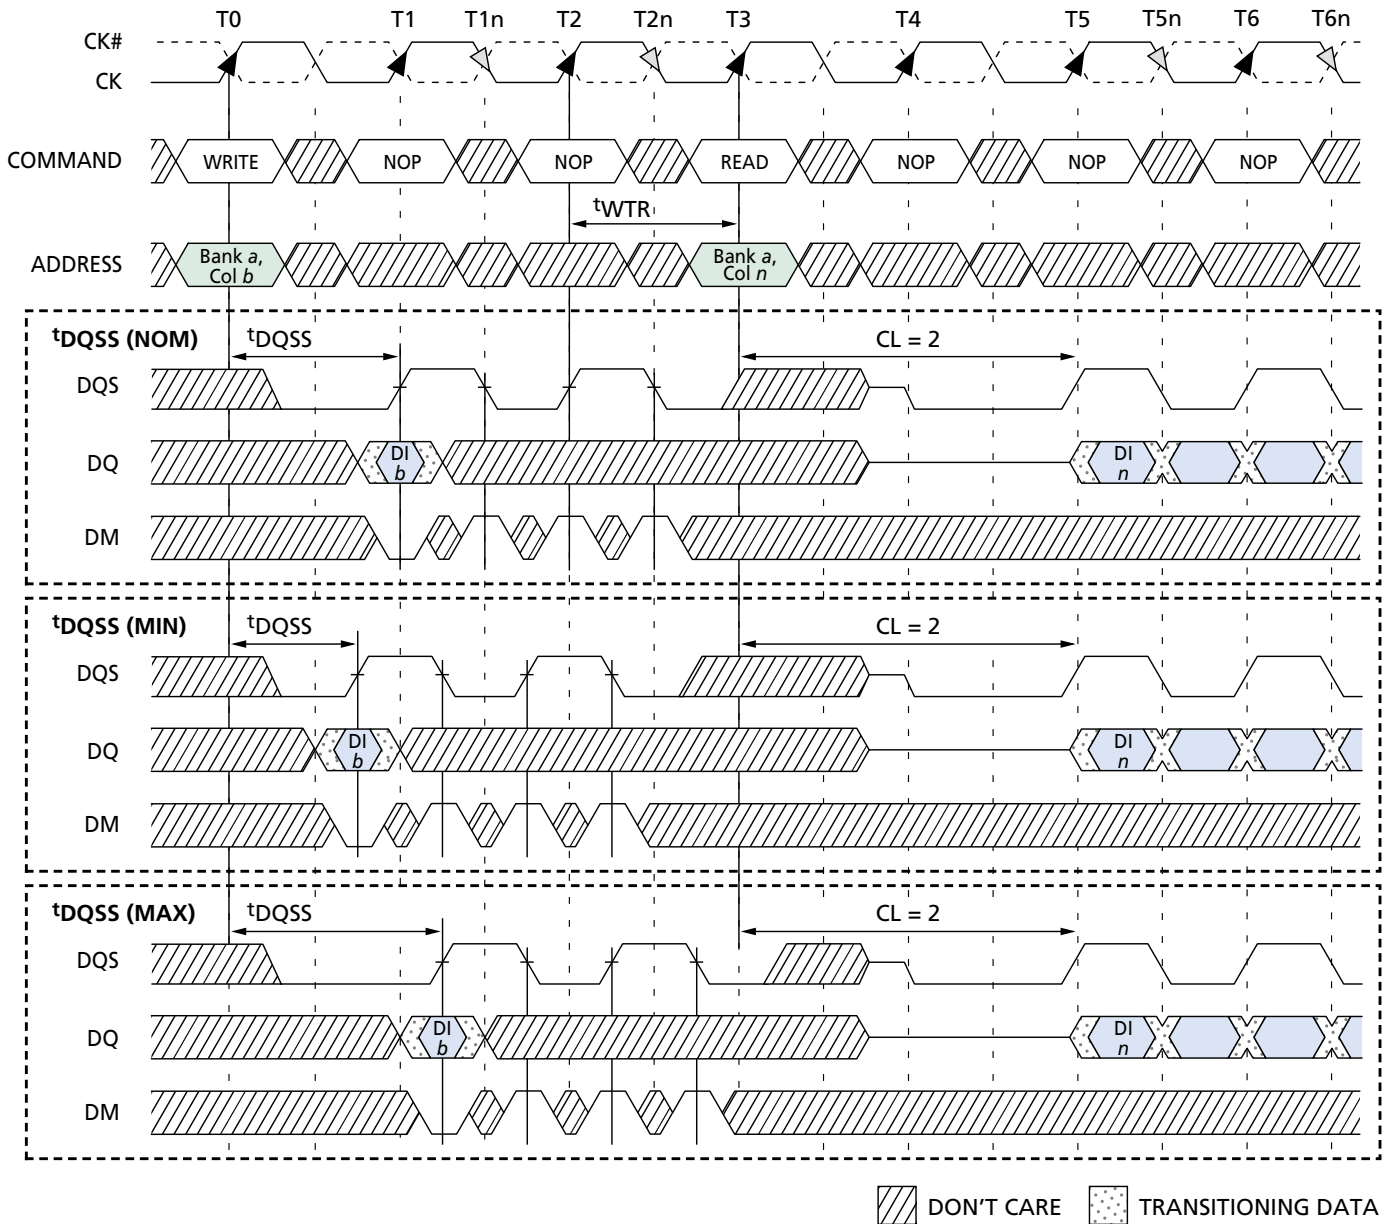 T0 T1 T1n T2 T2n T3 T4 T5 T5n T6 T6n
CK#
CK
COMMAND WRITE NOP NOP READ NOP NOP NOP
tWTR
ADDRESS Bank a, Col b Bank a, Col n
tDQSS (NOM) tDQSS CL = 2
DQS
DQ DI b DI n
DM
tDQSS (MIN) tDQSS CL = 2
DQS
DQ DI b DI n
DM
tDQSS (MAX) tDQSS CL = 2
DQS
DQ DI b DI n
DM
DON'T CARE TRANSITIONING DATA